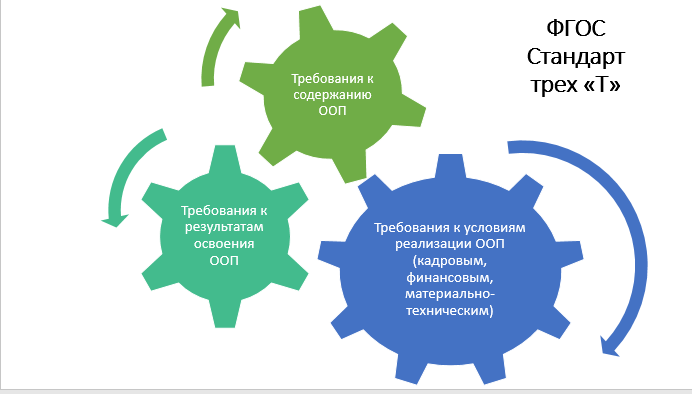 ФГОС
Стандарт
трех «Т»
Требования к
содержанию
ООП
Требования к
результатам
освоения
ООП
Требования к условиям
реализации ООП
(кадровым,
финансовым,
материально-
техническим)